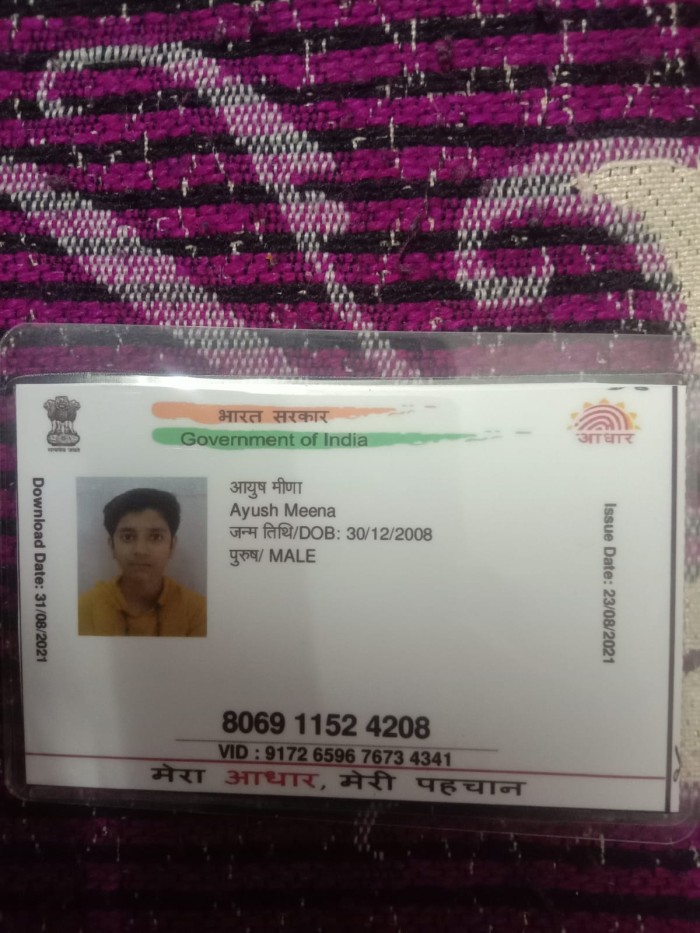 भारत सरकार
Government of India
आधार
Download Date: 31/08/2021
आयुष मीणा
Ayush Meena
जन्म तिथि/DOB: 30/12/2008
पुरुष/ MALE
Issue Date: 23/08/2021
8069 1152 4208
VID : 9172 6596 7673 4341
मेरा आधार, मेरी पहचान